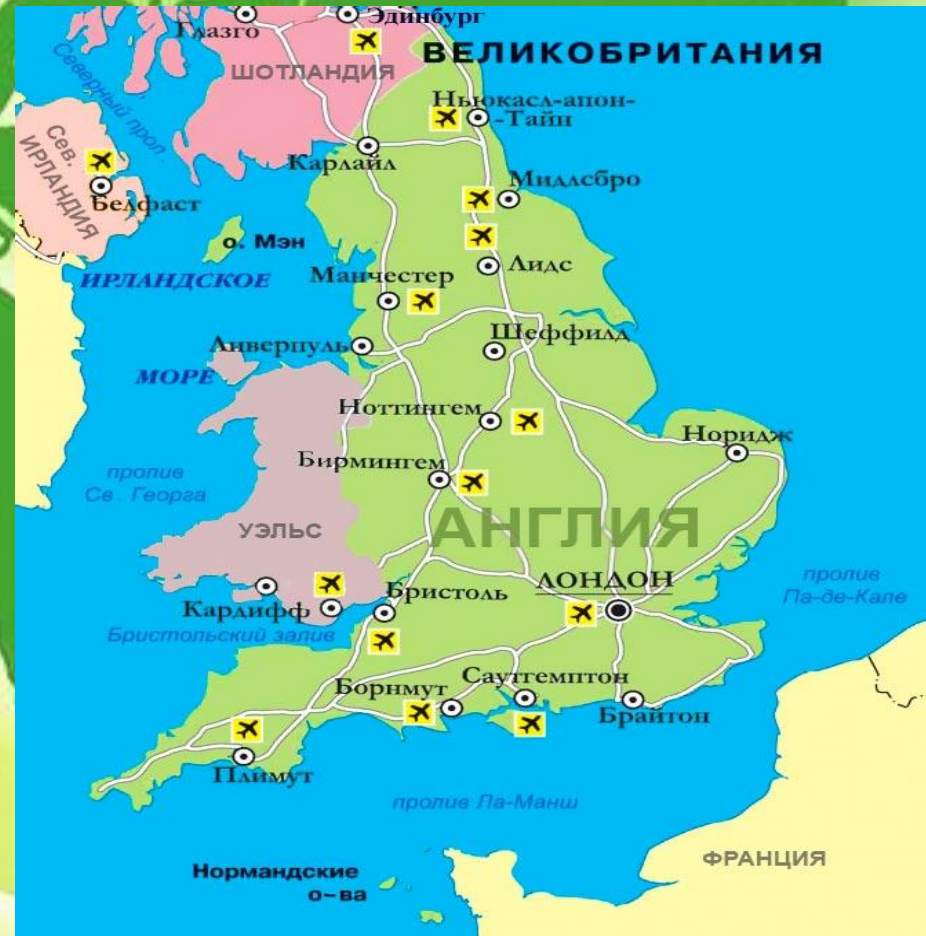 Эдинбург
Глазго
ВЕЛИКОБРИТАНИЯ
ШОТЛАНДИЯ
Северный прол.
Ньюкасл-апон-
-Тайн
Сев.
ИРЛАНДИЯ
Карлайл
Мидлсбро
Белфаст
о. Мэн
Лидс
ИРЛАНДСКОЕ
Манчестер
Шеффилд
Ливерпуль
МОРЕ
Ноттингем
Норидж
Бирмингем
пролив
Св. Георга
АНГЛИЯ
УЭЛЬС
ЛОНДОН
пролив
Па-де-Кале
Бристоль
Кардифф
Бристольский залив
Саутгемптон
Борнмут
Брайтон
Плимут
пролив Ла-Манш
ФРАНЦИЯ
Нормандские
о-ва